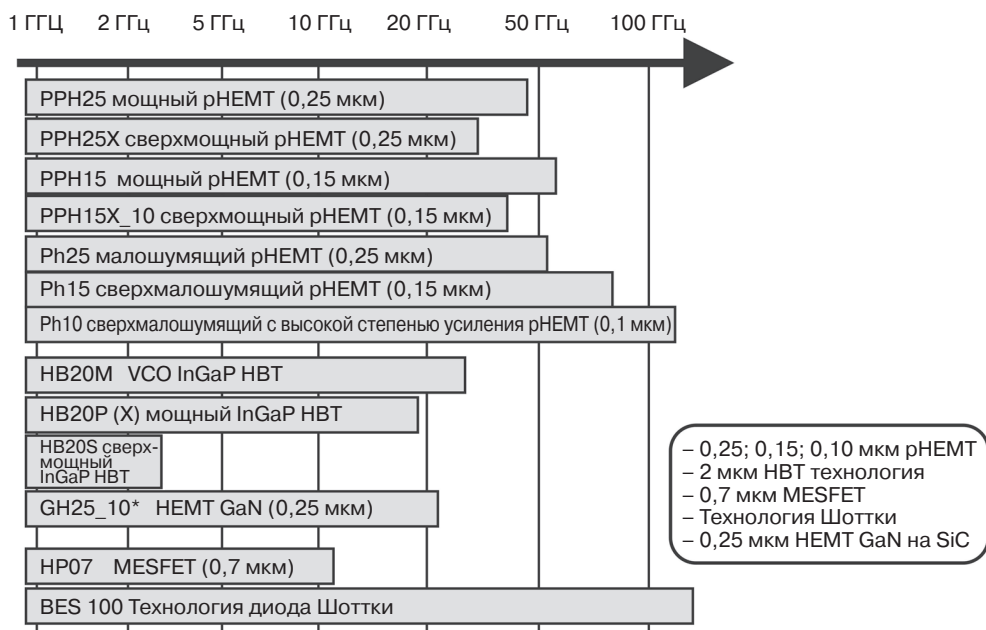 1 ГГЦ 2 ГГц 5 ГГц 10 ГГц 20 ГГц 50 ГГц 100 ГГц
PPH25 мощный pHEMT (0,25 мкм)
PPH25X сверхмощный pHEMT (0,25 мкм)
PPH15 мощный pHEMT (0,15 мкм)
PPH15X_10 сверхмощный pHEMT (0,15 мкм)
Ph25 малошумящий pHEMT (0,25 мкм)
Ph15 сверхмалошумящий pHEMT (0,15 мкм)
Ph10 сверхмалошумящий с высокой степенью усиления pHEMT (0,1 мкм)
HB20M VCO InGaP HBT
HB20P (X) мощный InGaP HBT
HB20S сверх-
мощный
InGaP HBT
GH25_10* HEMT GaN (0,25 мкм)
HP07 MESFET (0,7 мкм)
BES 100 Технология диода Шоттки
– 0,25; 0,15; 0,10 мкм pHEMT
– 2 мкм HBT технология
– 0,7 мкм MESFET
– Технология Шоттки
– 0,25 мкм HEMT GaN на SiC